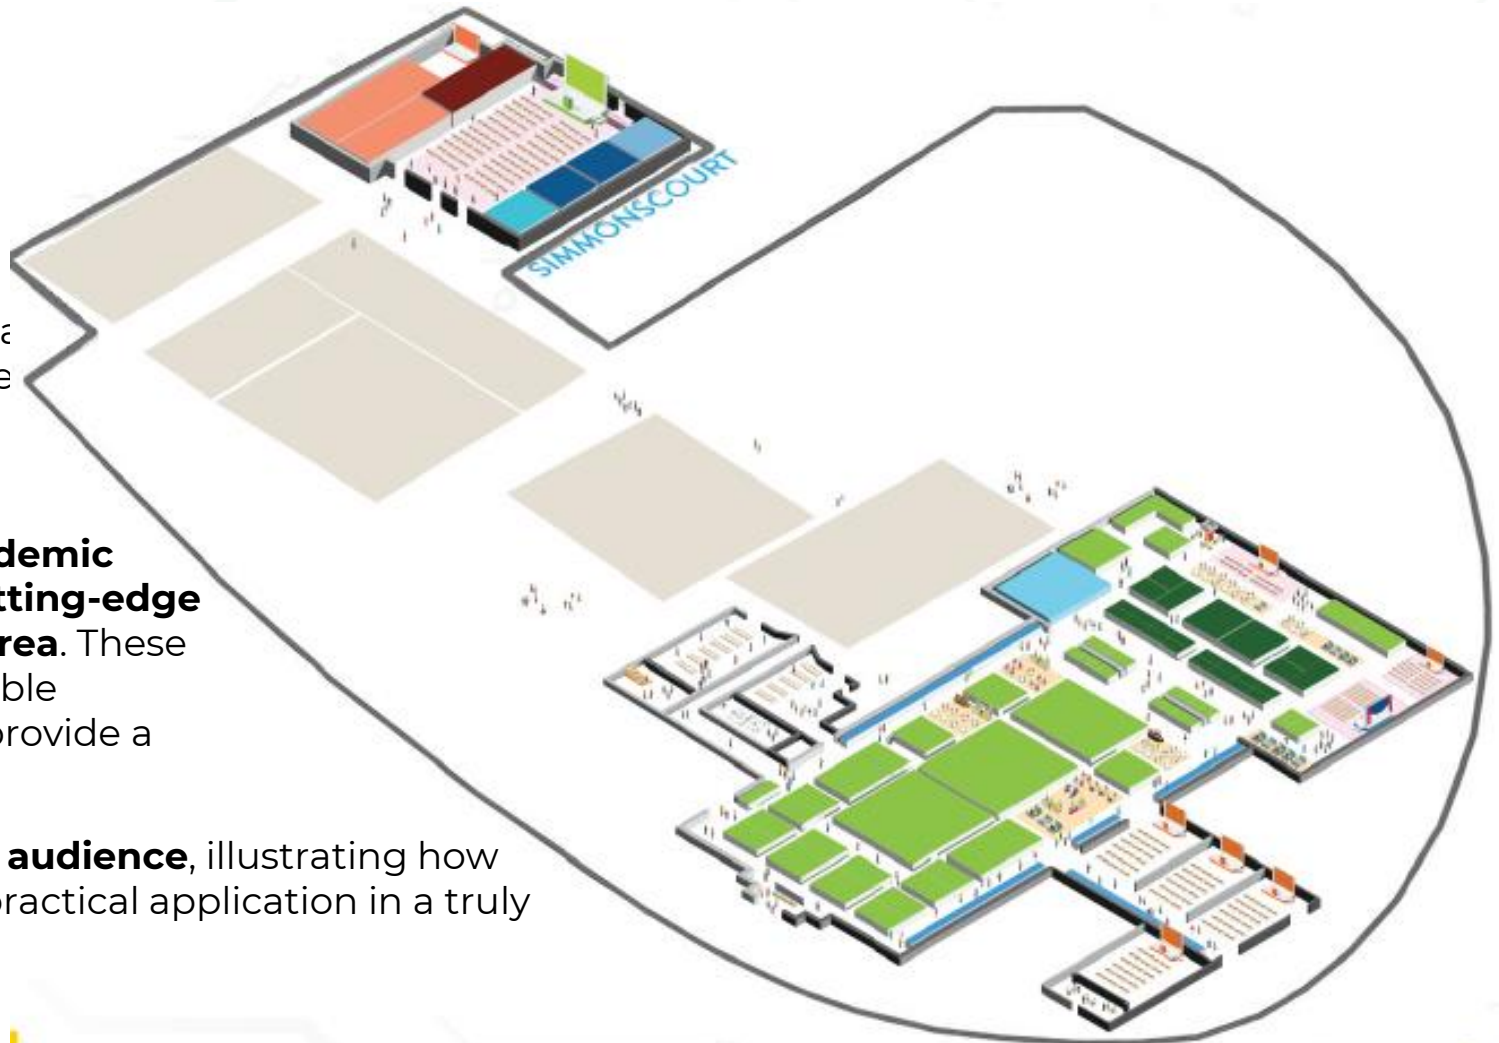 SIMMONSCOURT
demic
tting-edge
rea. These
ble
provide a
audience, illustrating how
practical application in a truly